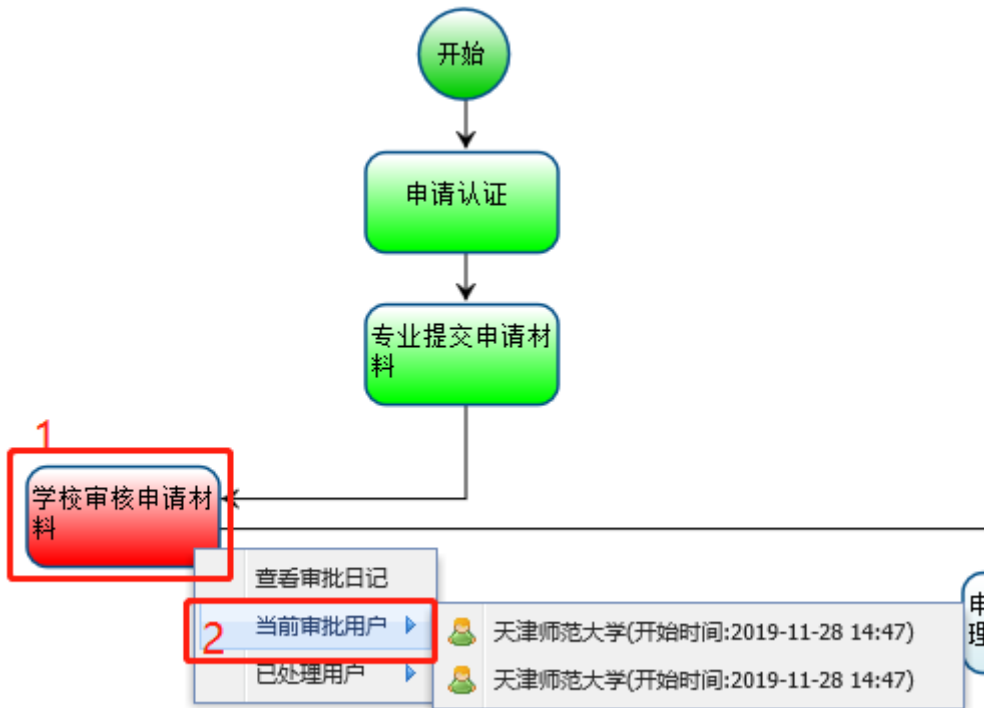 开始
申请认证
专业提交申请材
料
1
学校审核申请材
料
查看审批日记
2
当前审批用户
已处理用户
天津师范大学(开始时间:2019-11-28 14:47)
天津师范大学(开始时间:2019-11-28 14:47)
申
理